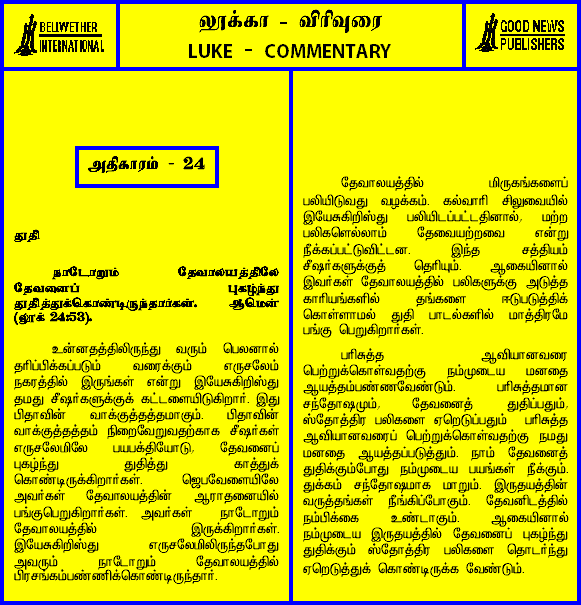 BELLWETHER
INTERNATIONAL
லூக்கா - விரிவுரை
LUKE - COMMENTARY
GOOD NEWS
PUBLISHERS
அதிகாரம் - 24
துதி
நாடோறும் தேவாலயத்திலே
தேவனைப் புகழ்ந்து
துதித்துக்கொண்டிருந்தார்கள். ஆமென்
(லூக் 24:53).
உன்னதத்திலிருந்து வரும் பெலனால்
தரிப்பிக்கப்படும் வரைக்கும் எருசலேம்
நகரத்தில் இருங்கள் என்று இயேசுகிறிஸ்து
தமது சீஷர்களுக்குக் கட்டளையிடுகிறார். இது
பிதாவின் வாக்குத்தத்தமாகும். பிதாவின்
வாக்குத்தத்தம் நிறைவேறுவதற்காக சீஷர்கள்
எருசலேமிலே பயபக்தியோடு, தேவனைப்
புகழ்ந்து துதித்து காத்துக்
கொண்டிருக்கிறார்கள். ஜெபவேளையிலே
அவர்கள் தேவாலயத்தின் ஆராதனையில்
பங்குபெறுகிறார்கள். அவர்கள் நாடோறும்
தேவாலயத்தில் இருக்கிறார்கள்.
இயேசுகிறிஸ்து எருசலேமிலிருந்தபோது
அவரும் நாடோறும் தேவாலயத்தில்
பிரசங்கம்பண்ணிக்கொண்டிருந்தார்.
தேவாலயத்தில் மிருகங்களைப்
பலியிடுவது வழக்கம். கல்வாரி சிலுவையில்
இயேசுகிறிஸ்து பலியிடப்பட்டதினால், மற்ற
பலிகளெல்லாம் தேவையற்றவை என்று
நீக்கப்பட்டுவிட்டன. இந்த சத்தியம்
சீஷர்களுக்குத் தெரியும். ஆகையினால்
இவர்கள் தேவாலயத்தில் பலிகளுக்கு அடுத்த
காரியங்களில் தங்களை ஈடுபடுத்திக்
கொள்ளாமல் துதி பாடல்களில் மாத்திரமே
பங்கு பெறுகிறார்கள்.
பரிசுத்த ஆவியானவரை
பெற்றுக்கொள்வதற்கு நம்முடைய மனதை
ஆயத்தம்பண்ணவேண்டும். பரிசுத்தமான
சந்தோஷமும், தேவனைத் துதிப்பதும்,
ஸ்தோத்திர பலிகளை ஏறெடுப்பதும் பரிசுத்த
ஆவியானவரைப் பெற்றுக்கொள்வதற்கு நமது
மனதை ஆயத்தப்படுத்தும். நாம் தேவனைத்
துதிக்கும்போது நம்முடைய பயங்கள் நீக்கும்.
துக்கம் சந்தோஷமாக மாறும். இருதயத்தின்
வருத்தங்கள் நீங்கிப்போகும். தேவனிடத்தில்
நம்பிக்கை உண்டாகும். ஆகையினால்
நம்முடைய இருதயத்தில் தேவனைப் புகழ்ந்து
துதிக்கும் ஸ்தோத்திர பலிகளை தொடர்ந்து
ஏறெடுத்துக் கொண்டிருக்க வேண்டும்.